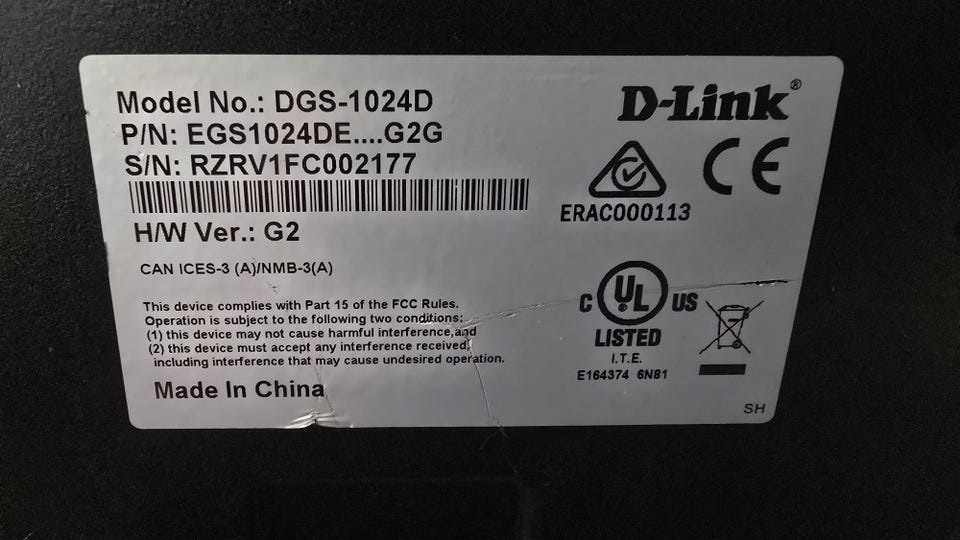 Model No.: DGS-1024D
P/N: EGS1024DE....G2G
S/N: RZRV1FC002177
H/W Ver.: G2
CAN ICES-3 (A)/NMB-3(A)
This device complies with Part 15 of the FCC Rules.
Operation is subject to the following two conditions:
(1) this device may not cause harmful interference,and
(2) this device must accept any interference received,
including interference that may cause undesired operation.
Made In China
D-Link®
CE
ERAC000113
C UL US
LISTED
I.T.E.
E164374 6N81
SH